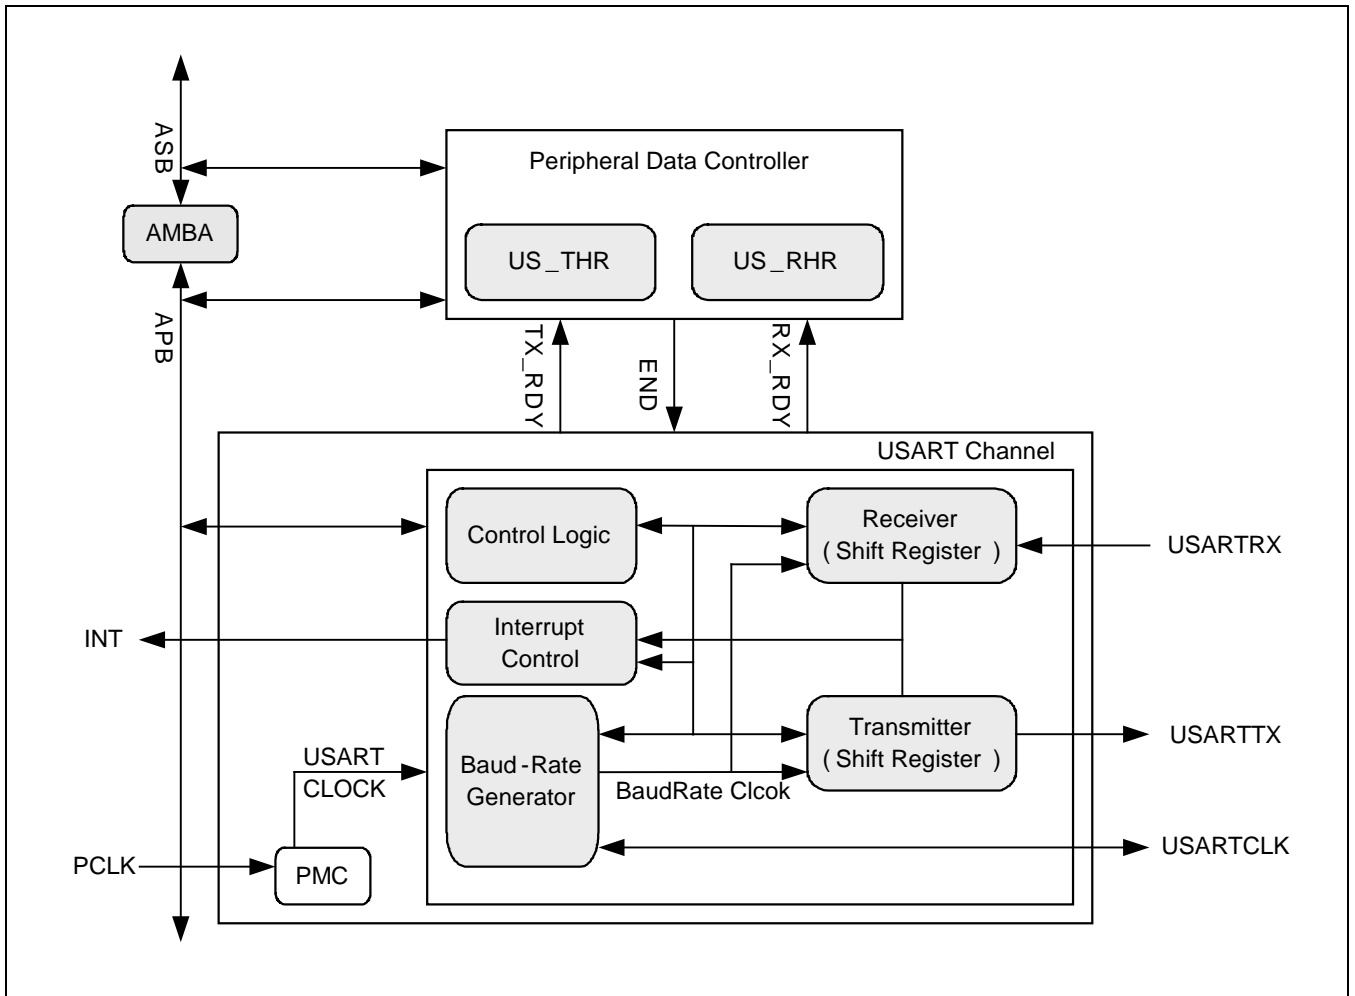 ASB
Peripheral Data Controller
AMBA
US_THR
US_RHR
APB
TX_RDY
END
RX_RDY
USART Channel
Control Logic
Receiver
( Shift Register )
USARTRX
INT
Interrupt
Control
USART
CLOCK
Baud-Rate
Generator
BaudRate Clcok
Transmitter
( Shift Register )
USARTTX
PCLK
PMC
USARTCLK